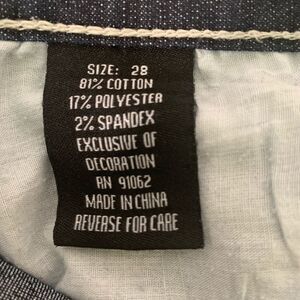 SIZE: 28
81% COTTON
17% POLYESTER
2% SPANDEX
EXCLUSIVE OF
DECORATION
RN 91062
MADE IN CHINA
REVERSE FOR CARE